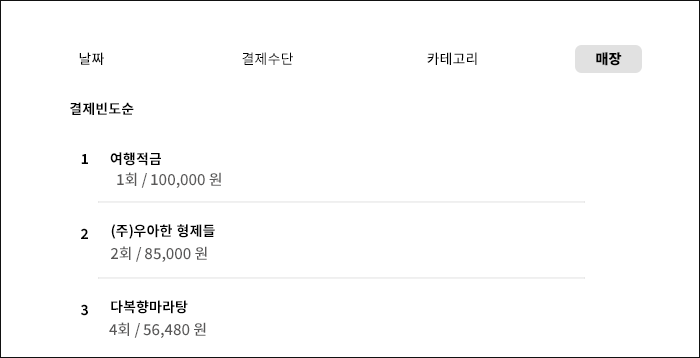 날짜 결제수단 카테고리 매장
결제빈도순
1 여행적금
1회 / 100,000 원
2 (주)우아한 형제들
2회 / 85,000 원
3 다복향마라탕
4회 / 56,480 원